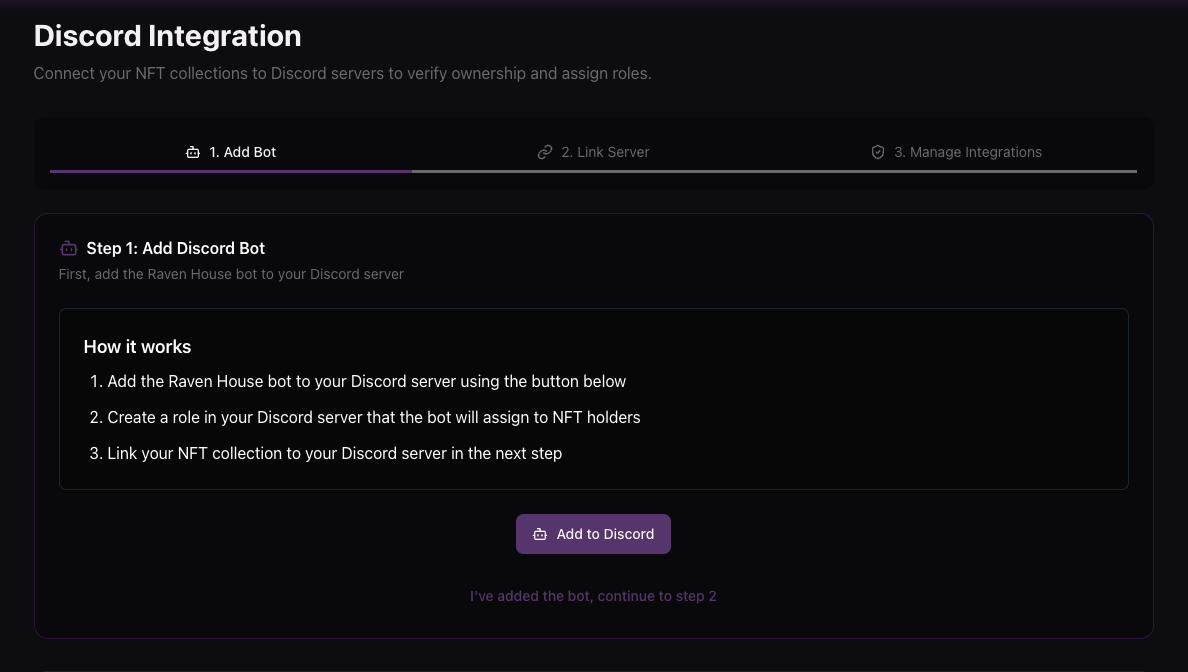 Discord Integration
Connect your NFT collections to Discord servers to verify ownership and assign roles.
1. Add Bot
2. Link Server
3. Manage Integrations
Step 1: Add Discord Bot
First, add the Raven House bot to your Discord server
How it works
1. Add the Raven House bot to your Discord server using the button below
2. Create a role in your Discord server that the bot will assign to NFT holders
3. Link your NFT collection to your Discord server in the next step
Add to Discord
I've added the bot, continue to step 2